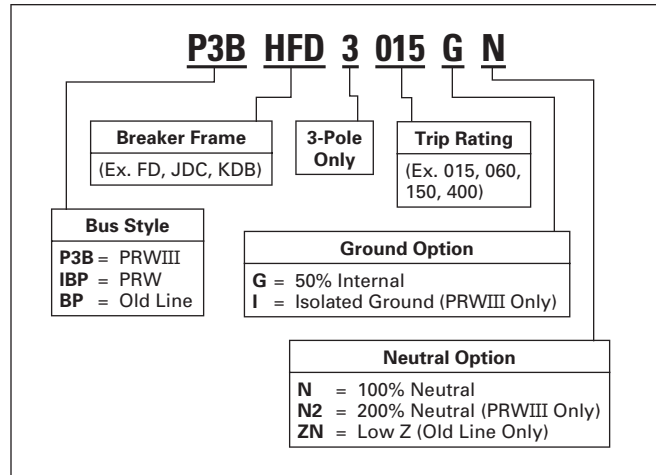 P3B HFD 3 015 G N
Breaker Frame
(Ex. FD, JDC, KDB)
3-Pole
Only
Trip Rating
(Ex. 015, 060,
150, 400)
Bus Style
P3B = PRWIII
IBP = PRW
BP = Old Line
Ground Option
G = 50% Internal
I = Isolated Ground (PRWIII Only)
Neutral Option
N = 100% Neutral
N2 = 200% Neutral (PRWIII Only)
ZN = Low Z (Old Line Only)